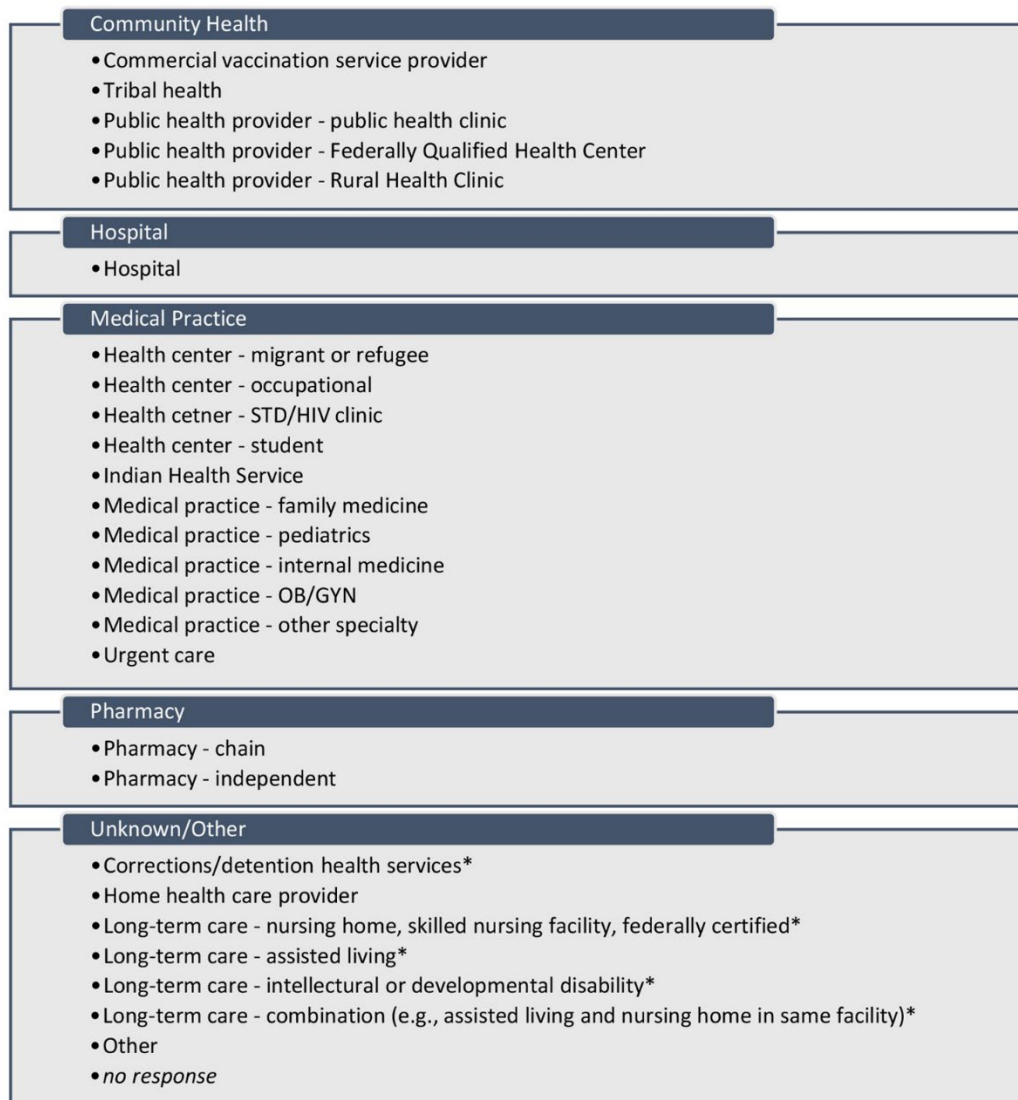 Community Health
•Commercial vaccination service provider
•Tribal health
•Public health provider - public health clinic
•Public health provider - Federally Qualified Health Center
•Public health provider - Rural Health Clinic
Hospital
•Hospital
Medical Practice
•Health center - migrant or refugee
•Health center - occupational
•Health cetner - STD/HIV clinic
•Health center - student
•Indian Health Service
•Medical practice - family medicine
•Medical practice - pediatrics
•Medical practice - internal medicine
•Medical practice - OB/GYN
•Medical practice - other specialty
•Urgent care
Pharmacy
•Pharmacy - chain
•Pharmacy - independent
Unknown/Other
•Corrections/detention health services*
•Home health care provider
•Long-term care - nursing home, skilled nursing facility, federally certified*
•Long-term care - assisted living*
•Long-term care - intellectural or developmental disability*
•Long-term care - combination (e.g., assisted living and nursing home in same facility)*
•Other
•no response